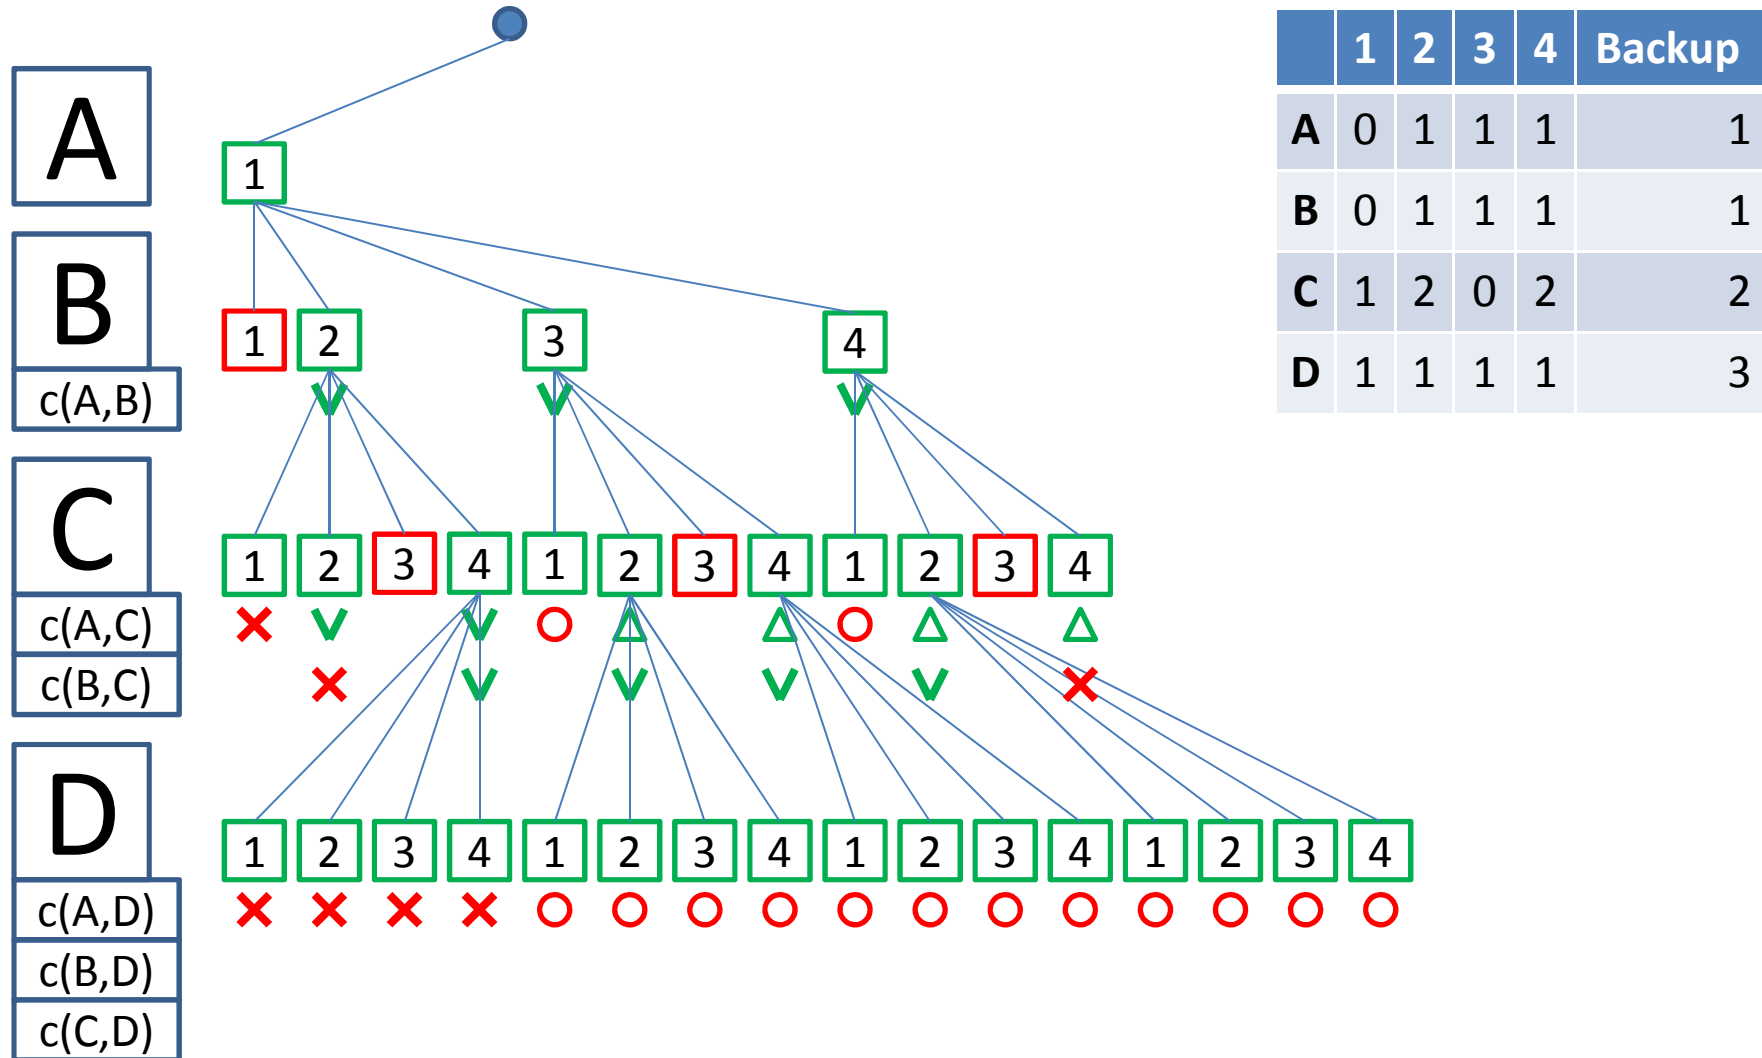 1 2 3 4 Backup
A 0 1 1 1 1
B 0 1 1 1 1
C 1 2 0 2 2
D 1 1 1 1 3
A
1
B
1 2 3 4
c(A,B)
C
1 2 3 4 1 2 3 4 1 2 3 4
c(A,C)
c(B,C)
D
1 2 3 4 1 2 3 4 1 2 3 4 1 2 3 4
c(A,D)
c(B,D)
c(C,D)